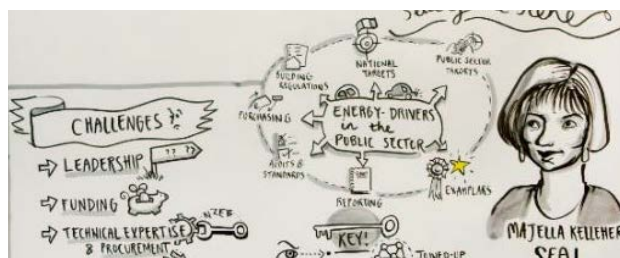 CHALLENGES
LEADERSHIP
?? ??
FUNDING
TECHNICAL EXPERTISE
& PROCUREMENT
NZEB
BUILDING
REGULATIONS
NATIONAL
TARGETS
PUBLIC SECTOR
TARGETS
PURCHASING
ENERGY-DRIVERS
in the
PUBLIC SECTOR
AUDITS &
STANDARDS
REPORTING
EXAMPLARS
KEY!
JOINED-UP
MAJELLA KELLEHER
SEAI